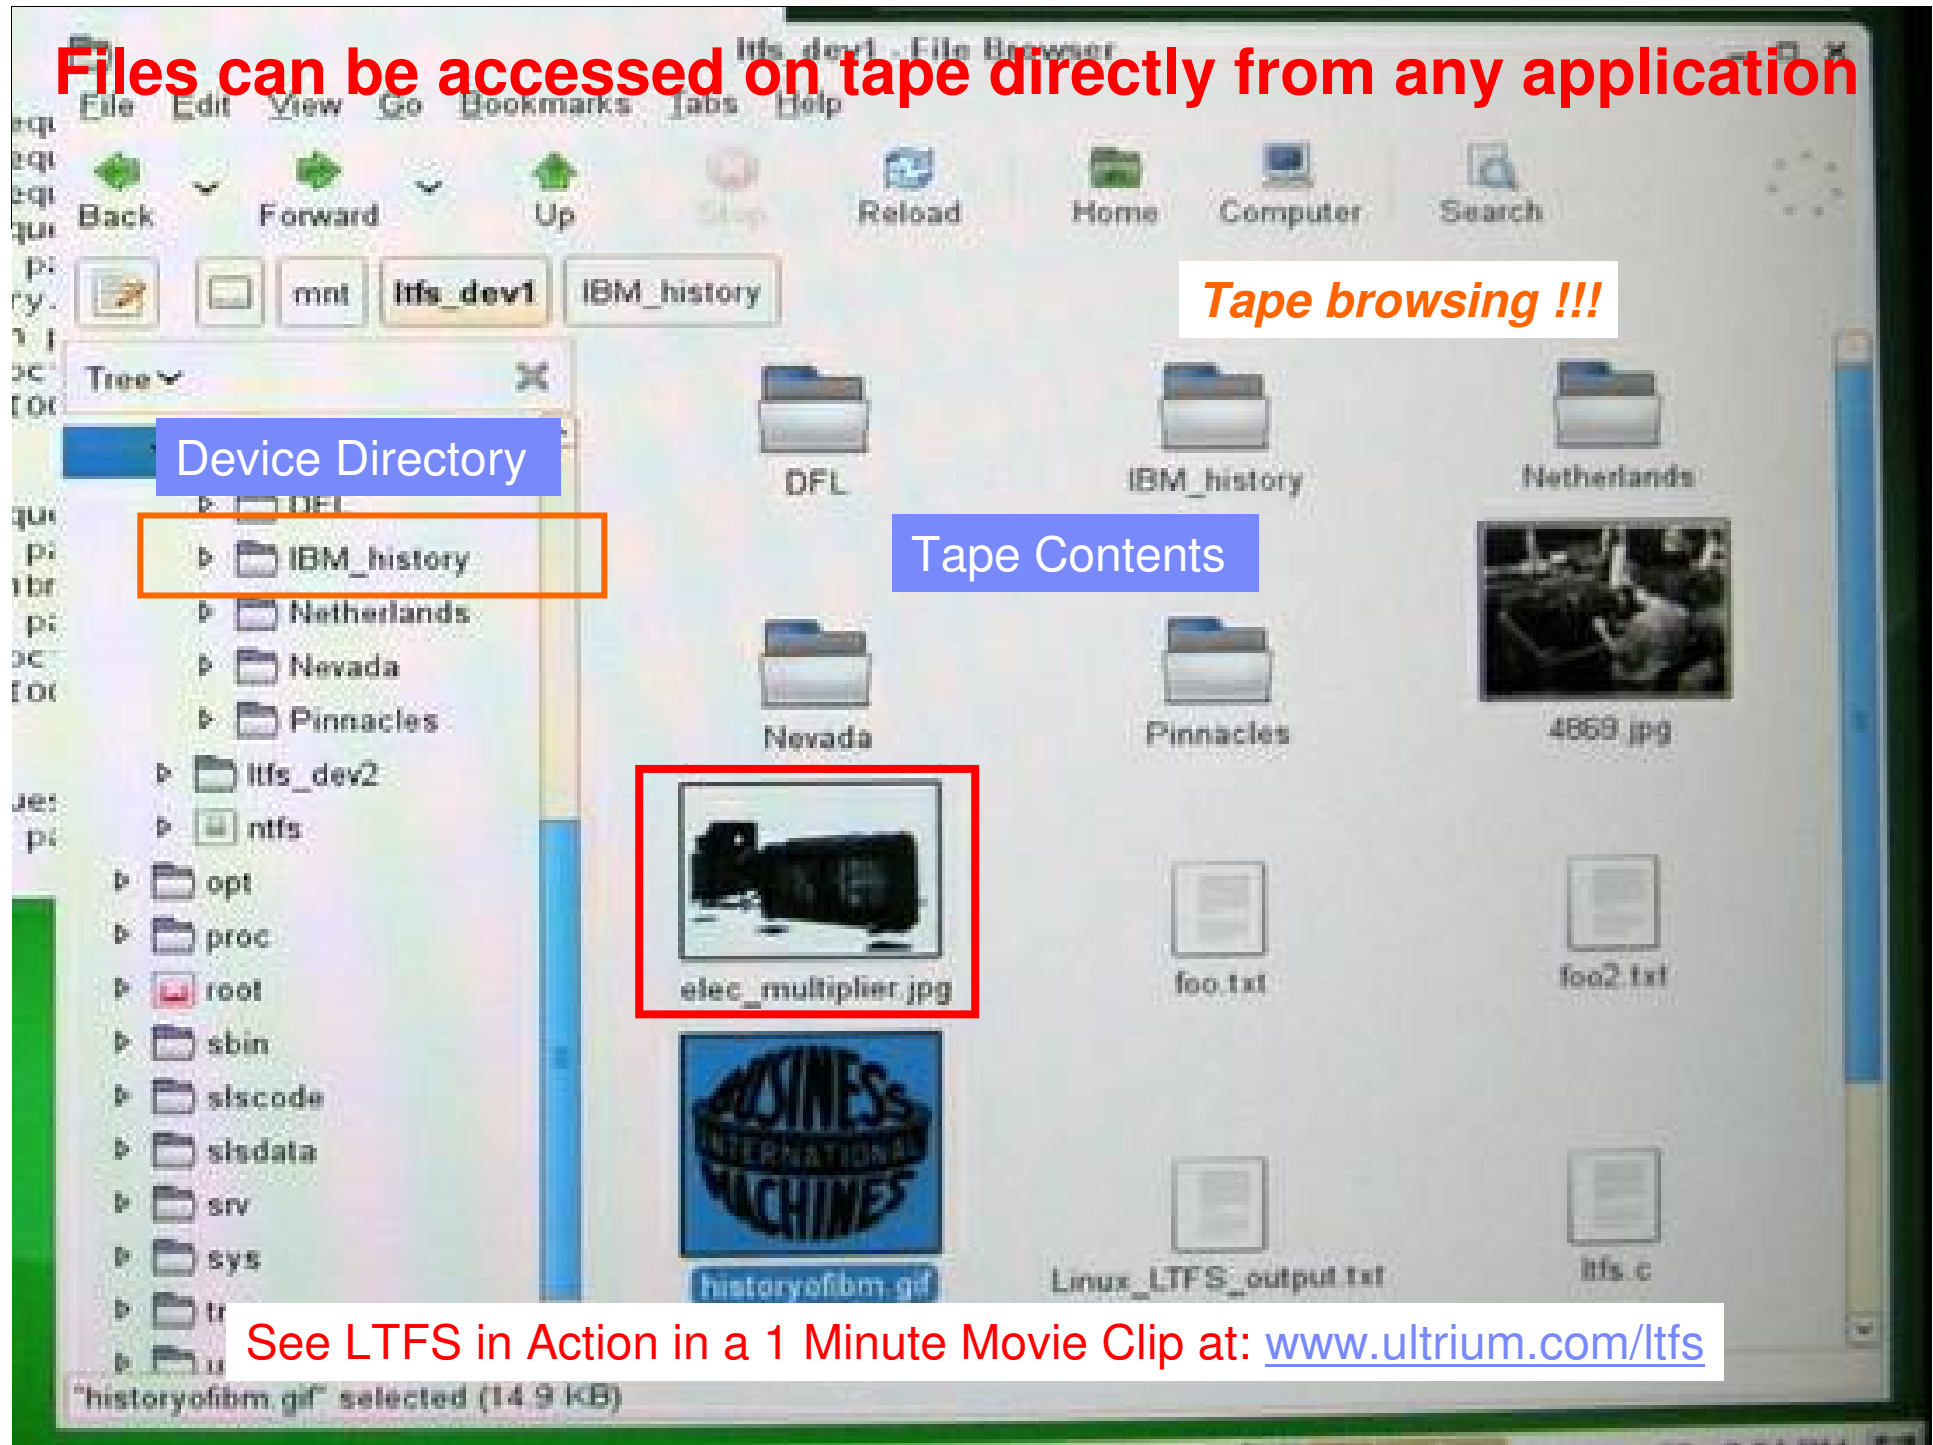 Files can be accessed on tape directly from any application
ltfs_dev1 - File Browser
File Edit View Go Bookmarks Tabs Help
Back Forward Up Stop Reload Home Computer Search
mnt ltfs_dev1 IBM_history
Tape browsing !!!
Tree
Device Directory
DFL
IBM_history
Netherlands
Nevada
Pinnacles
ltfs_dev2
ntfs
opt
proc
root
sbin
slscode
slsdata
srv
sys
DFL IBM_history Netherlands
Tape Contents
Nevada Pinnacles 4869.jpg
elec_multiplier.jpg foo.txt foo2.txt
BUSINESS
INTERNATIONAL
MACHINES
historyofibm.gif Linux_LTFS_output.txt ltfs.c
See LTFS in Action in a 1 Minute Movie Clip at: www.ultrium.com/ltfs
"historyofibm.gif" selected (14.9 KB)